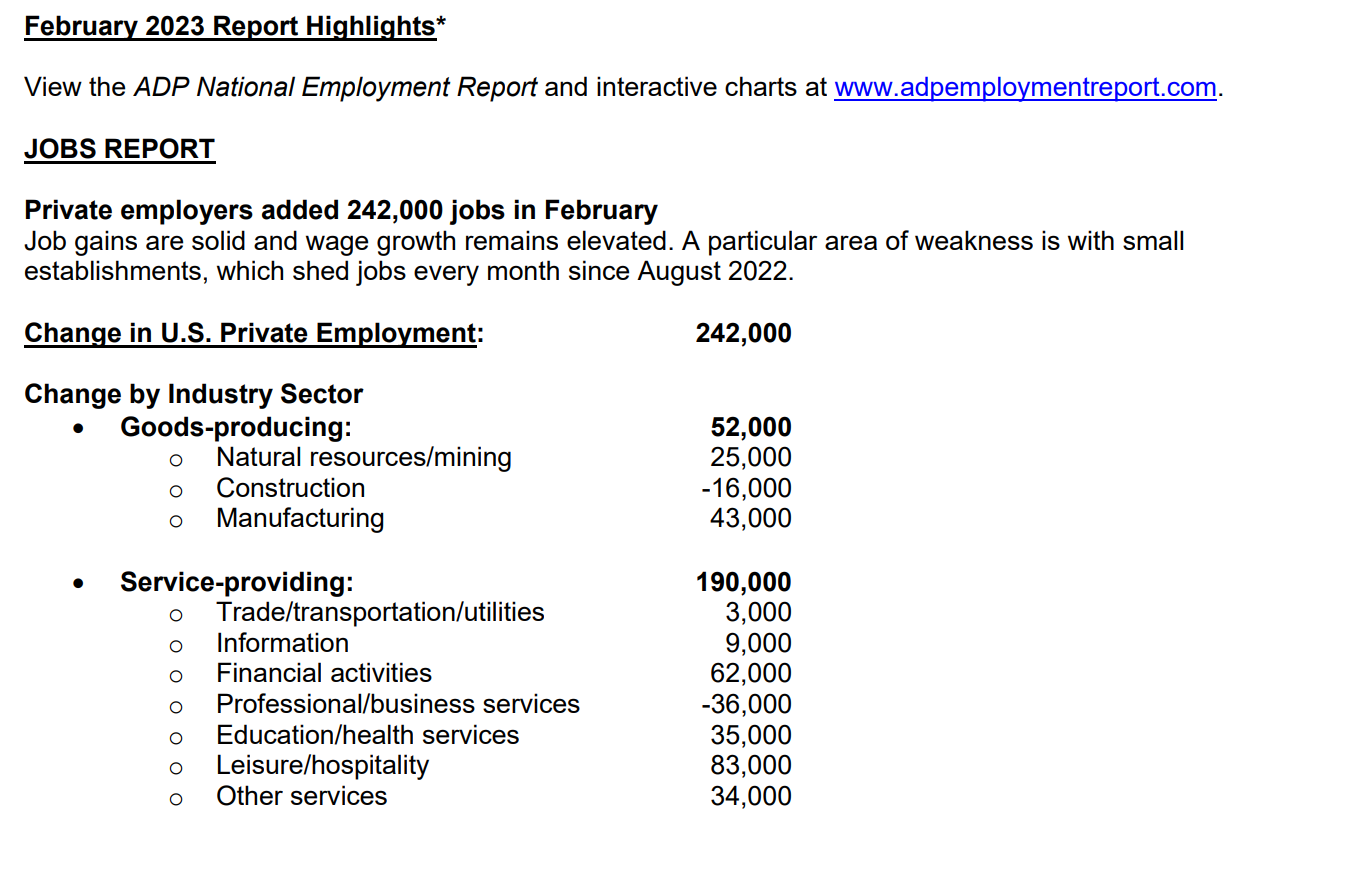 February 2023 Report Highlights*
View the ADP National Employment Report and interactive charts at www.adpemploymentreport.com.
JOBS REPORT
Private employers added 242,000 jobs in February
Job gains are solid and wage growth remains elevated. A particular area of weakness is with small
establishments, which shed jobs every month since August 2022.
Change in U.S. Private Employment: 242,000
Change by Industry Sector
• Goods-producing: 52,000
o Natural resources/mining 25,000
o Construction -16,000
o Manufacturing 43,000
• Service-providing: 190,000
o Trade/transportation/utilities 3,000
o Information 9,000
o Financial activities 62,000
o Professional/business services -36,000
o Education/health services 35,000
o Leisure/hospitality 83,000
o Other services 34,000